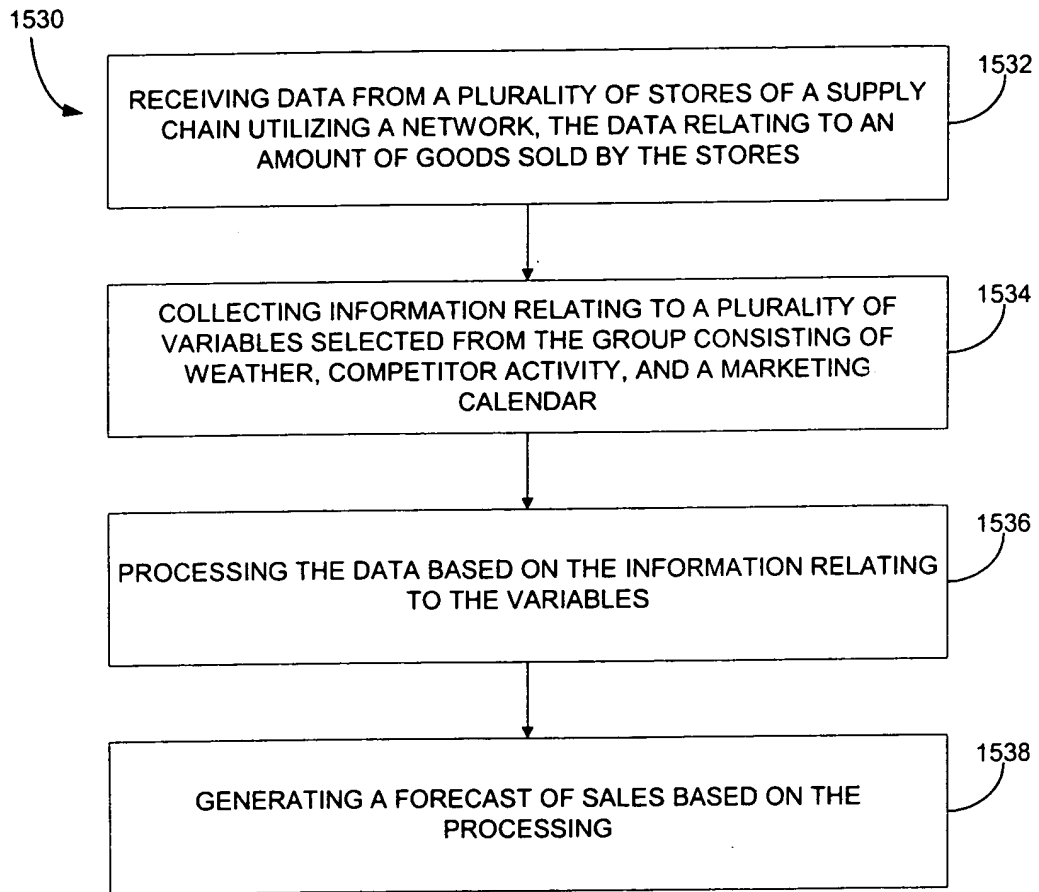 1530
1532
RECEIVING DATA FROM A PLURALITY OF STORES OF A SUPPLY
CHAIN UTILIZING A NETWORK, THE DATA RELATING TO AN
AMOUNT OF GOODS SOLD BY THE STORES
1534
COLLECTING INFORMATION RELATING TO A PLURALITY OF
VARIABLES SELECTED FROM THE GROUP CONSISTING OF
WEATHER, COMPETITOR ACTIVITY, AND A MARKETING
CALENDAR
1536
PROCESSING THE DATA BASED ON THE INFORMATION RELATING
TO THE VARIABLES
1538
GENERATING A FORECAST OF SALES BASED ON THE
PROCESSING